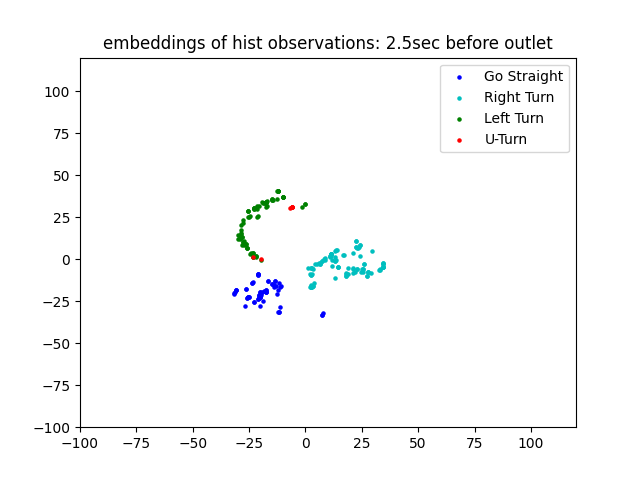 embeddings of hist observations: 2.5sec before outlet
Go Straight
Right Turn
Left Turn
U-Turn
100
75
50
25
0
−25
−50
−75
−100
−100 −75 −50 −25 0 25 50 75 100